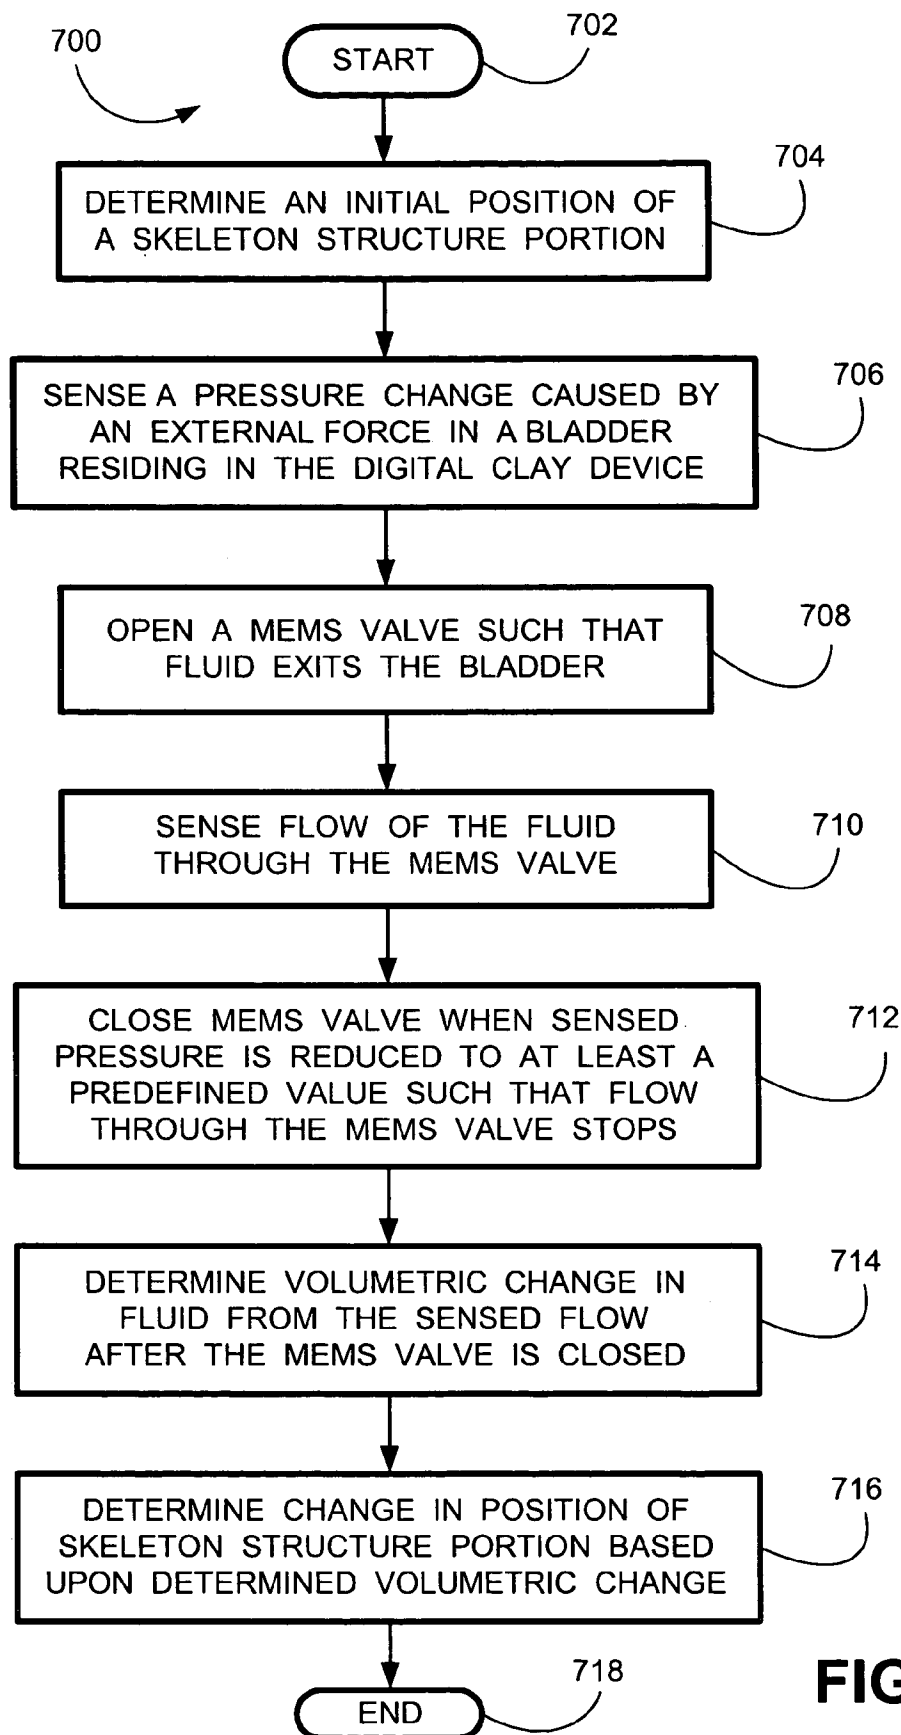 700
START
702
704
DETERMINE AN INITIAL POSITION OF
A SKELETON STRUCTURE PORTION
706
SENSE A PRESSURE CHANGE CAUSED BY
AN EXTERNAL FORCE IN A BLADDER
RESIDING IN THE DIGITAL CLAY DEVICE
708
OPEN A MEMS VALVE SUCH THAT
FLUID EXITS THE BLADDER
710
SENSE FLOW OF THE FLUID
THROUGH THE MEMS VALVE
712
CLOSE MEMS VALVE WHEN SENSED
PRESSURE IS REDUCED TO AT LEAST A
PREDEFINED VALUE SUCH THAT FLOW
THROUGH THE MEMS VALVE STOPS
714
DETERMINE VOLUMETRIC CHANGE IN
FLUID FROM THE SENSED FLOW
AFTER THE MEMS VALVE IS CLOSED
716
DETERMINE CHANGE IN POSITION OF
SKELETON STRUCTURE PORTION BASED
UPON DETERMINED VOLUMETRIC CHANGE
718
END
FIG